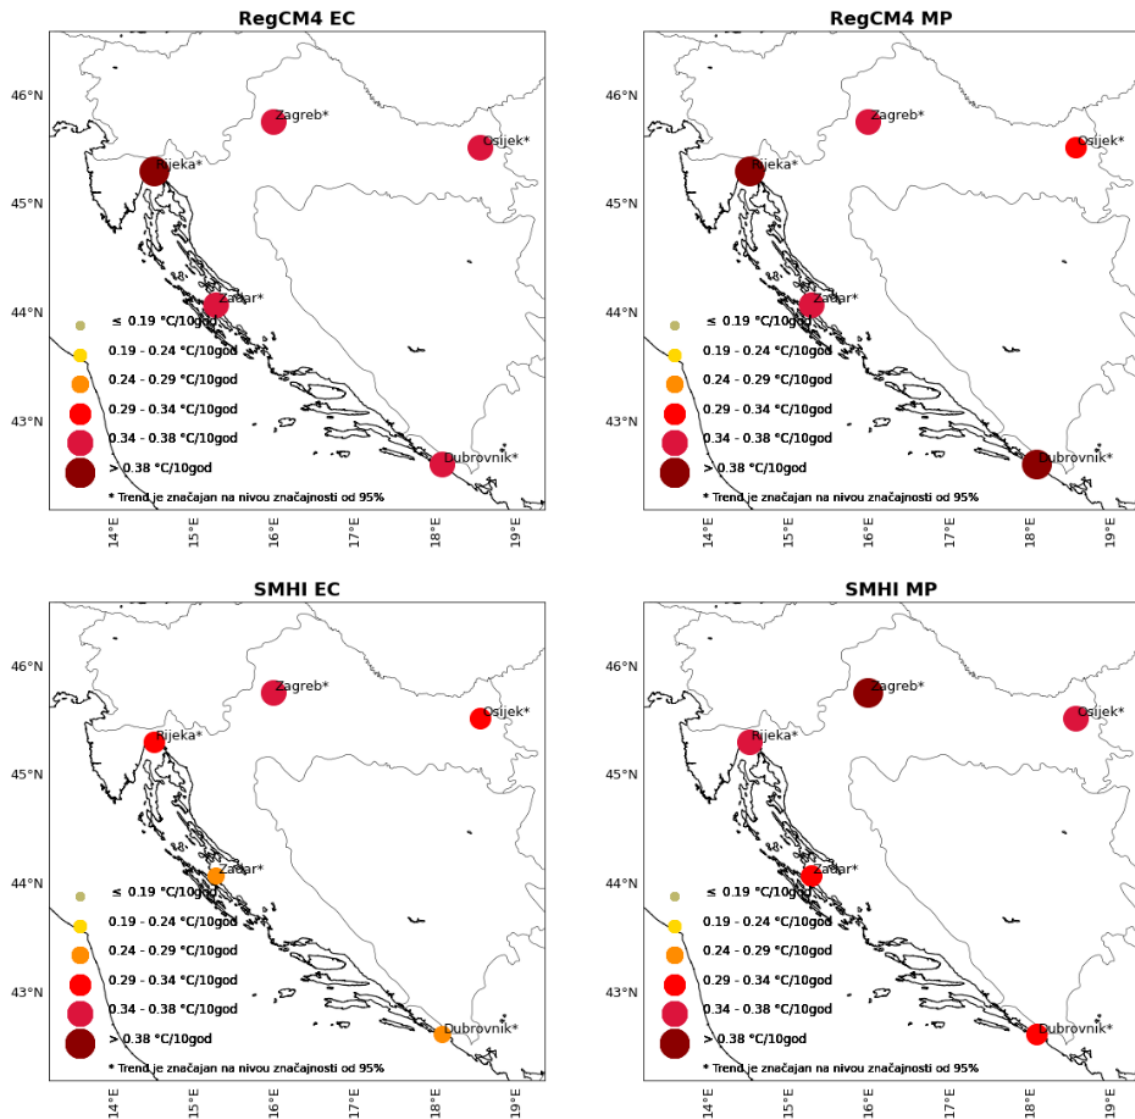 RegCM4 EC
46°N
45°N
44°N
43°N
Zagreb*
Osijek*
Rijeka*
Zadar*
Dubrovnik*
≤ 0.19 °C/10god
0.19 - 0.24 °C/10god
0.24 - 0.29 °C/10god
0.29 - 0.34 °C/10god
0.34 - 0.38 °C/10god
> 0.38 °C/10god
* Trend je značajan na nivou značajnosti od 95%
14°E
15°E
16°E
17°E
18°E
19°E
RegCM4 MP
46°N
45°N
44°N
43°N
Zagreb*
Osijek*
Rijeka*
Zadar*
Dubrovnik*
≤ 0.19 °C/10god
0.19 - 0.24 °C/10god
0.24 - 0.29 °C/10god
0.29 - 0.34 °C/10god
0.34 - 0.38 °C/10god
> 0.38 °C/10god
* Trend je značajan na nivou značajnosti od 95%
14°E
15°E
16°E
17°E
18°E
19°E
SMHI EC
46°N
45°N
44°N
43°N
Zagreb*
Osijek*
Rijeka*
Zadar*
Dubrovnik*
≤ 0.19 °C/10god
0.19 - 0.24 °C/10god
0.24 - 0.29 °C/10god
0.29 - 0.34 °C/10god
0.34 - 0.38 °C/10god
> 0.38 °C/10god
* Trend je značajan na nivou značajnosti od 95%
14°E
15°E
16°E
17°E
18°E
19°E
SMHI MP
46°N
45°N
44°N
43°N
Zagreb*
Osijek*
Rijeka*
Zadar*
Dubrovnik*
≤ 0.19 °C/10god
0.19 - 0.24 °C/10god
0.24 - 0.29 °C/10god
0.29 - 0.34 °C/10god
0.34 - 0.38 °C/10god
> 0.38 °C/10god
* Trend je značajan na nivou značajnosti od 95%
14°E
15°E
16°E
17°E
18°E
19°E